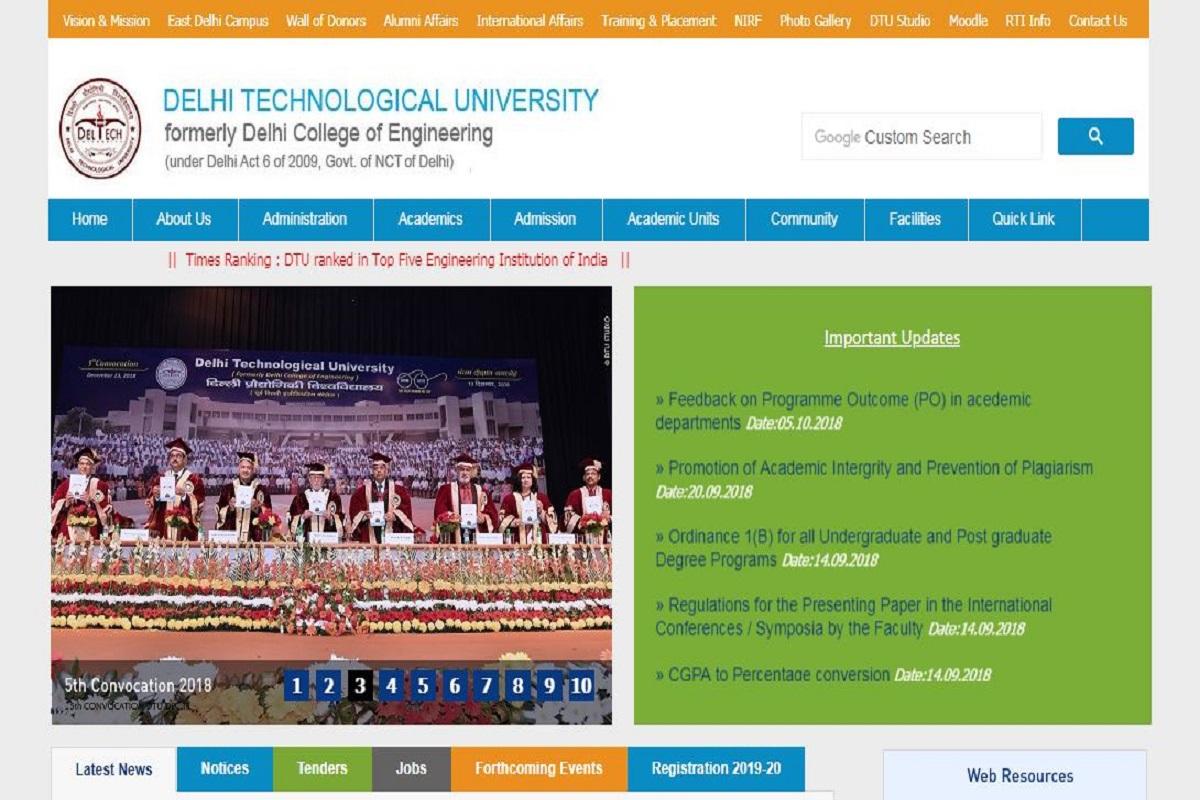 Vision & Mission East Delhi Campus Wall of Donors Alumni Affairs International Affairs Training & Placement NIRF Photo Gallery DTU Studio Moodle RTI Info Contact Us
DELTECH
DELHI TECHNOLOGICAL UNIVERSITY
formerly Delhi College of Engineering
(under Delhi Act 6 of 2009, Govt. of NCT of Delhi)
Google Custom Search
Home About Us Administration Academics Admission Academic Units Community Facilities Quick Link
|| Times Ranking : DTU ranked in Top Five Engineering Institution of India ||
© DTU STUDIO
5th Convocation
December 23, 2018
Delhi Technological University
( Formerly Delhi College of Engineering )
दिल्ली प्रौद्योगिकी विश्वविद्यालय
5th Convocation 2018
1 2 3 4 5 6 7 8 9 10
Important Updates
» Feedback on Programme Outcome (PO) in acedemic
departments Date:05.10.2018
» Promotion of Academic Intergrity and Prevention of Plagiarism
Date:20.09.2018
» Ordinance 1(B) for all Undergraduate and Post graduate
Degree Programs Date:14.09.2018
» Regulations for the Presenting Paper in the International
Conferences / Symposia by the Faculty Date:14.09.2018
» CGPA to Percentage conversion Date:14.09.2018
Latest News Notices Tenders Jobs Forthcoming Events Registration 2019-20
Web Resources